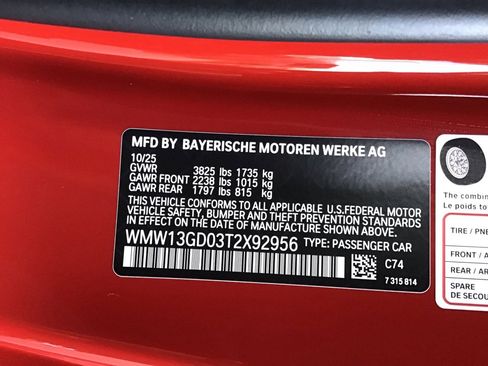 MFD BY BAYERISCHE MOTOREN WERKE AG
10/25
GVWR 3825 lbs 1735 kg
GAWR FRONT 2238 lbs 1015 kg
GAWR REAR 1797 lbs 815 kg
THIS VEHICLE CONFORMS TO ALL APPLICABLE U.S.FEDERAL MOTOR
VEHICLE SAFETY, BUMPER AND THEFT PREVENTION STANDARDS
IN EFFECT ON THE DATE OF MANUFACTURE SHOWN ABOVE.
WMW13GD03T2X92956 TYPE: PASSENGER CAR
C74
7 315 814
The combin
Le poids to
TIRE / PNE
FRONT / A
REAR / AR
SPARE
DE SECOU